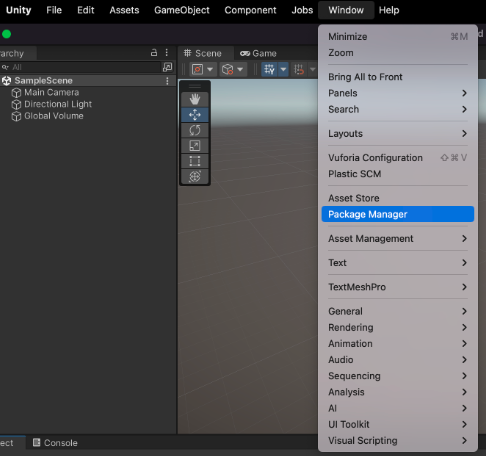 Unity File Edit Assets GameObject Component Jobs Window Help
rarchy
Scene Game
All
SampleScene
Main Camera
Directional Light
Global Volume
Minimize ⌘M
Zoom
Bring All to Front
Panels
Search
Layouts
Vuforia Configuration ⇧⌘V
Plastic SCM
Asset Store
Package Manager
Asset Management
Text
TextMeshPro
General
Rendering
Animation
Audio
Sequencing
Analysis
AI
UI Toolkit
Visual Scripting
ect Console